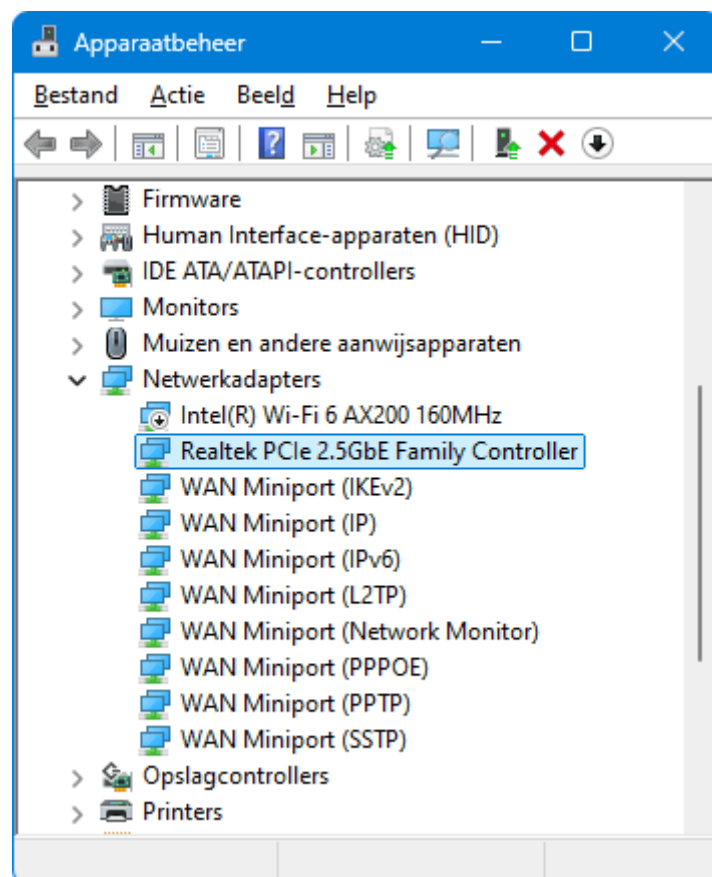 Apparaatbeheer
Bestand Actie Beeld Help
Firmware
Human Interface-apparaten (HID)
IDE ATA/ATAPI-controllers
Monitors
Muizen en andere aanwijsapparaten
Netwerkadapters
Intel(R) Wi-Fi 6 AX200 160MHz
Realtek PCIe 2.5GbE Family Controller
WAN Miniport (IKEv2)
WAN Miniport (IP)
WAN Miniport (IPv6)
WAN Miniport (L2TP)
WAN Miniport (Network Monitor)
WAN Miniport (PPPOE)
WAN Miniport (PPTP)
WAN Miniport (SSTP)
Opslagcontrollers
Printers